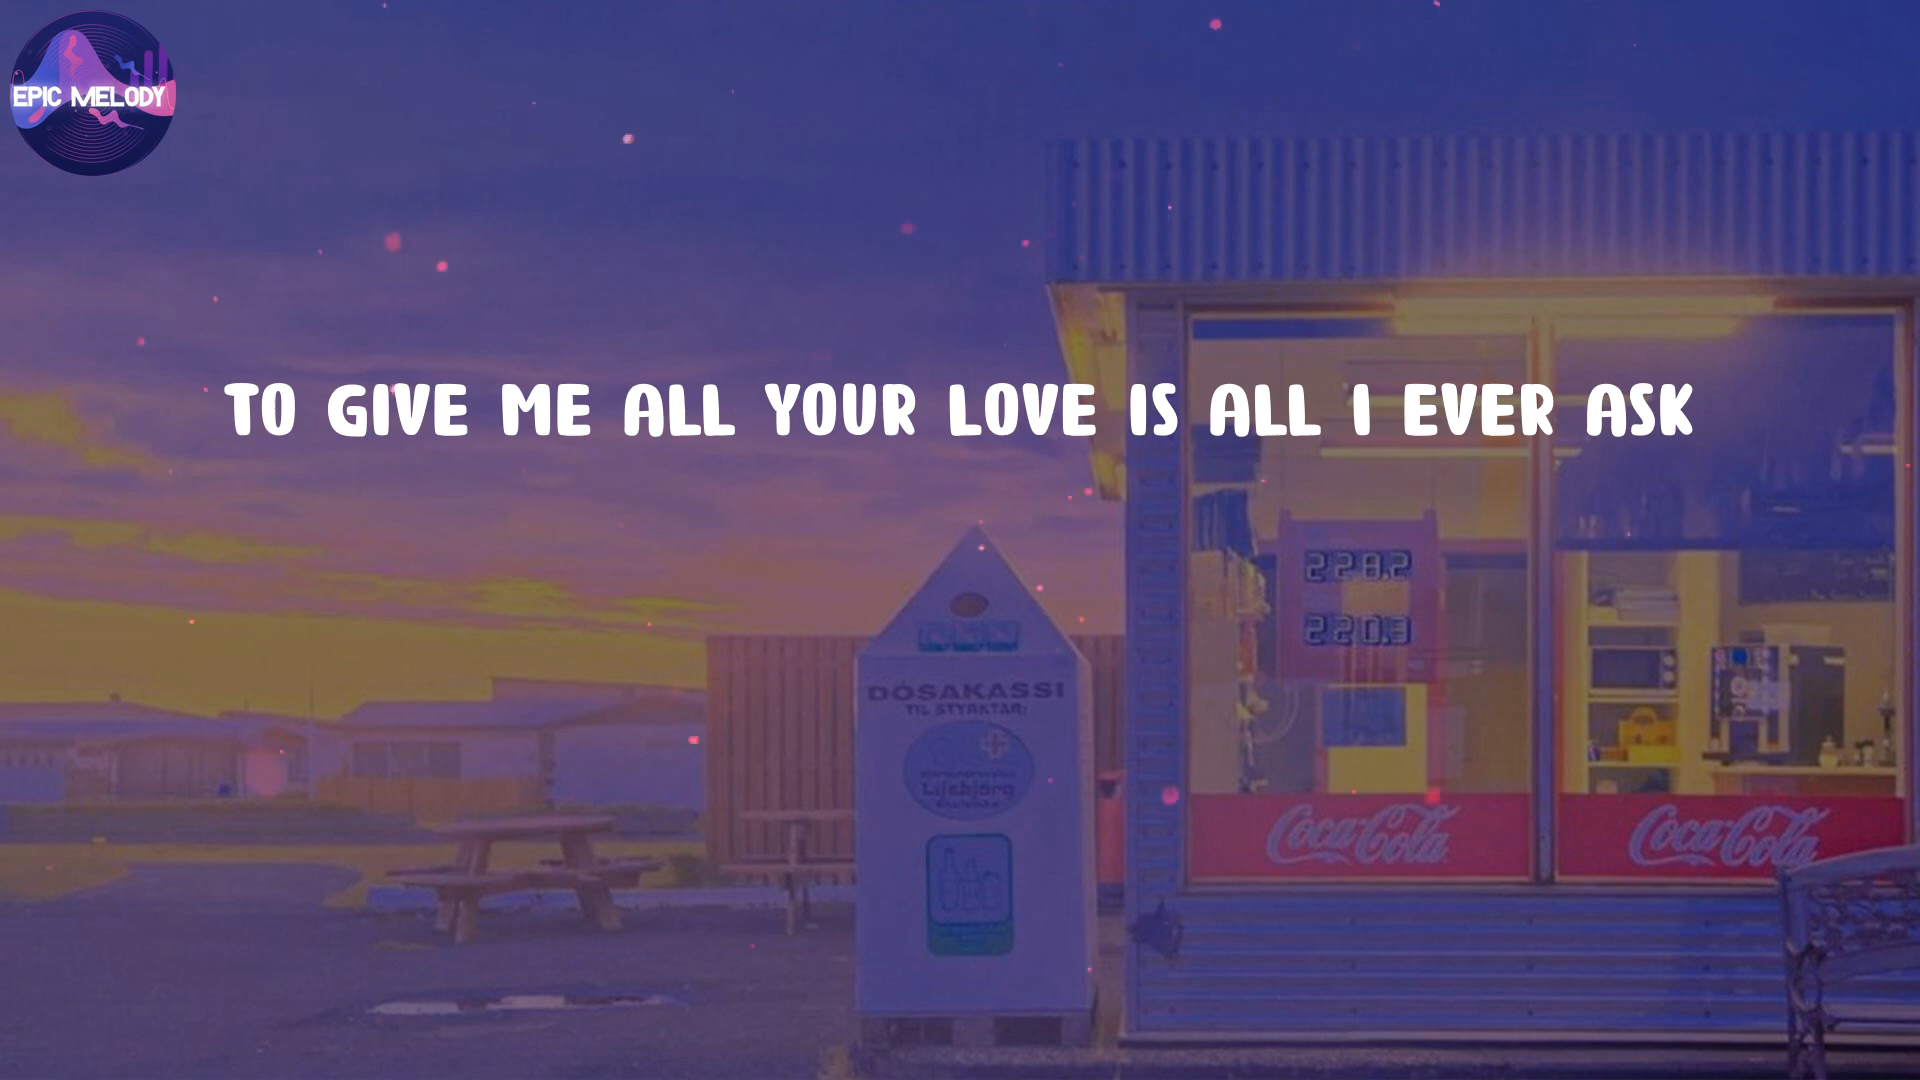 EPIC MELODY
TO GIVE ME ALL YOUR LOVE IS ALL I EVER ASK
228.2
220.3
DÓSAKASSI
TIL STYRKTAR:
Lífsbjörg
Coca-Cola
Coca-Cola